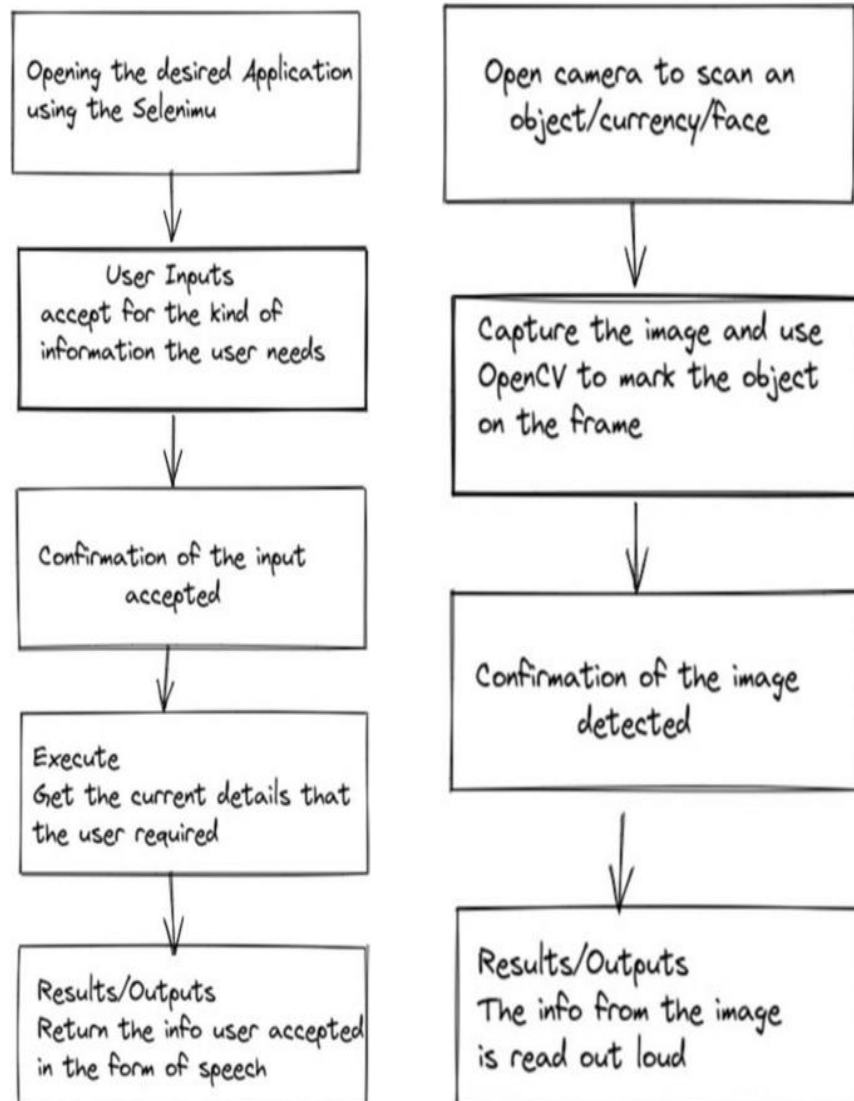 Opening the desired Application
using the Selenimu
User Inputs
accept for the kind of
information the user needs
Confirmation of the input
accepted
Execute
Get the current details that
the user required
Results/Outputs
Return the info user accepted
in the form of speech
Open camera to scan an
object/currency/face
Capture the image and use
OpenCV to mark the object
on the frame
Confirmation of the image
detected
Results/Outputs
The info from the image
is read out loud